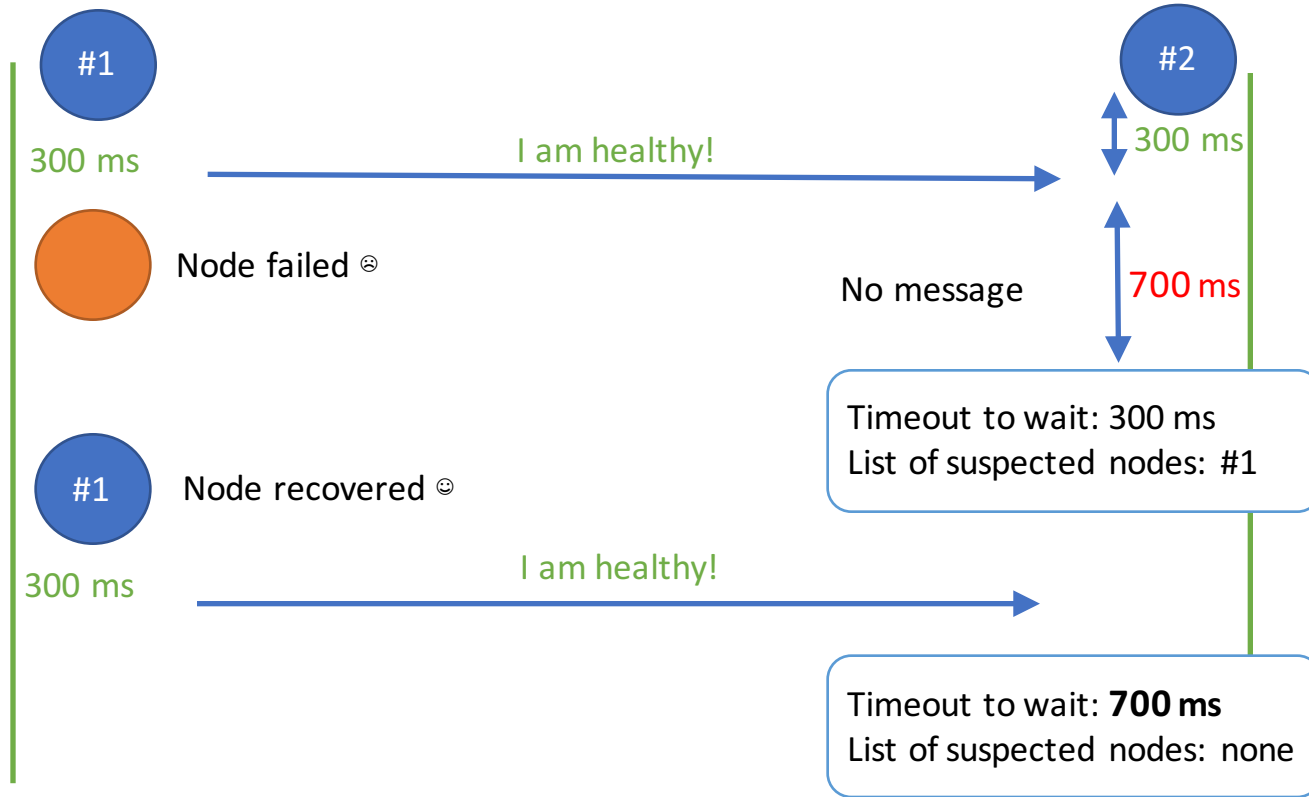 #1
#2
300 ms
I am healthy!
300 ms
Node failed ☹
No message
700 ms
Timeout to wait: 300 ms
List of suspected nodes: #1
#1
Node recovered ☺
300 ms
I am healthy!
Timeout to wait: 700 ms
List of suspected nodes: none